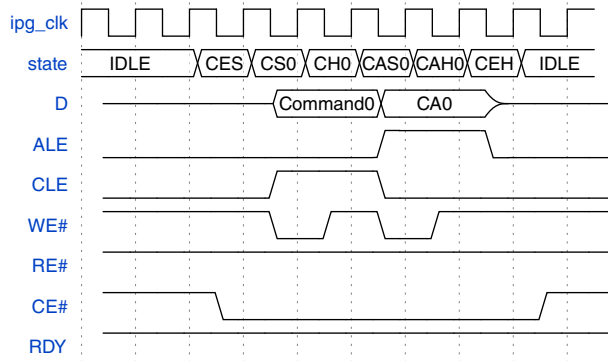 ipg_clk
state IDLE CES CS0 CH0 CAS0 CAH0 CEH IDLE
D Command0 CA0
ALE
CLE
WE#
RE#
CE#
RDY